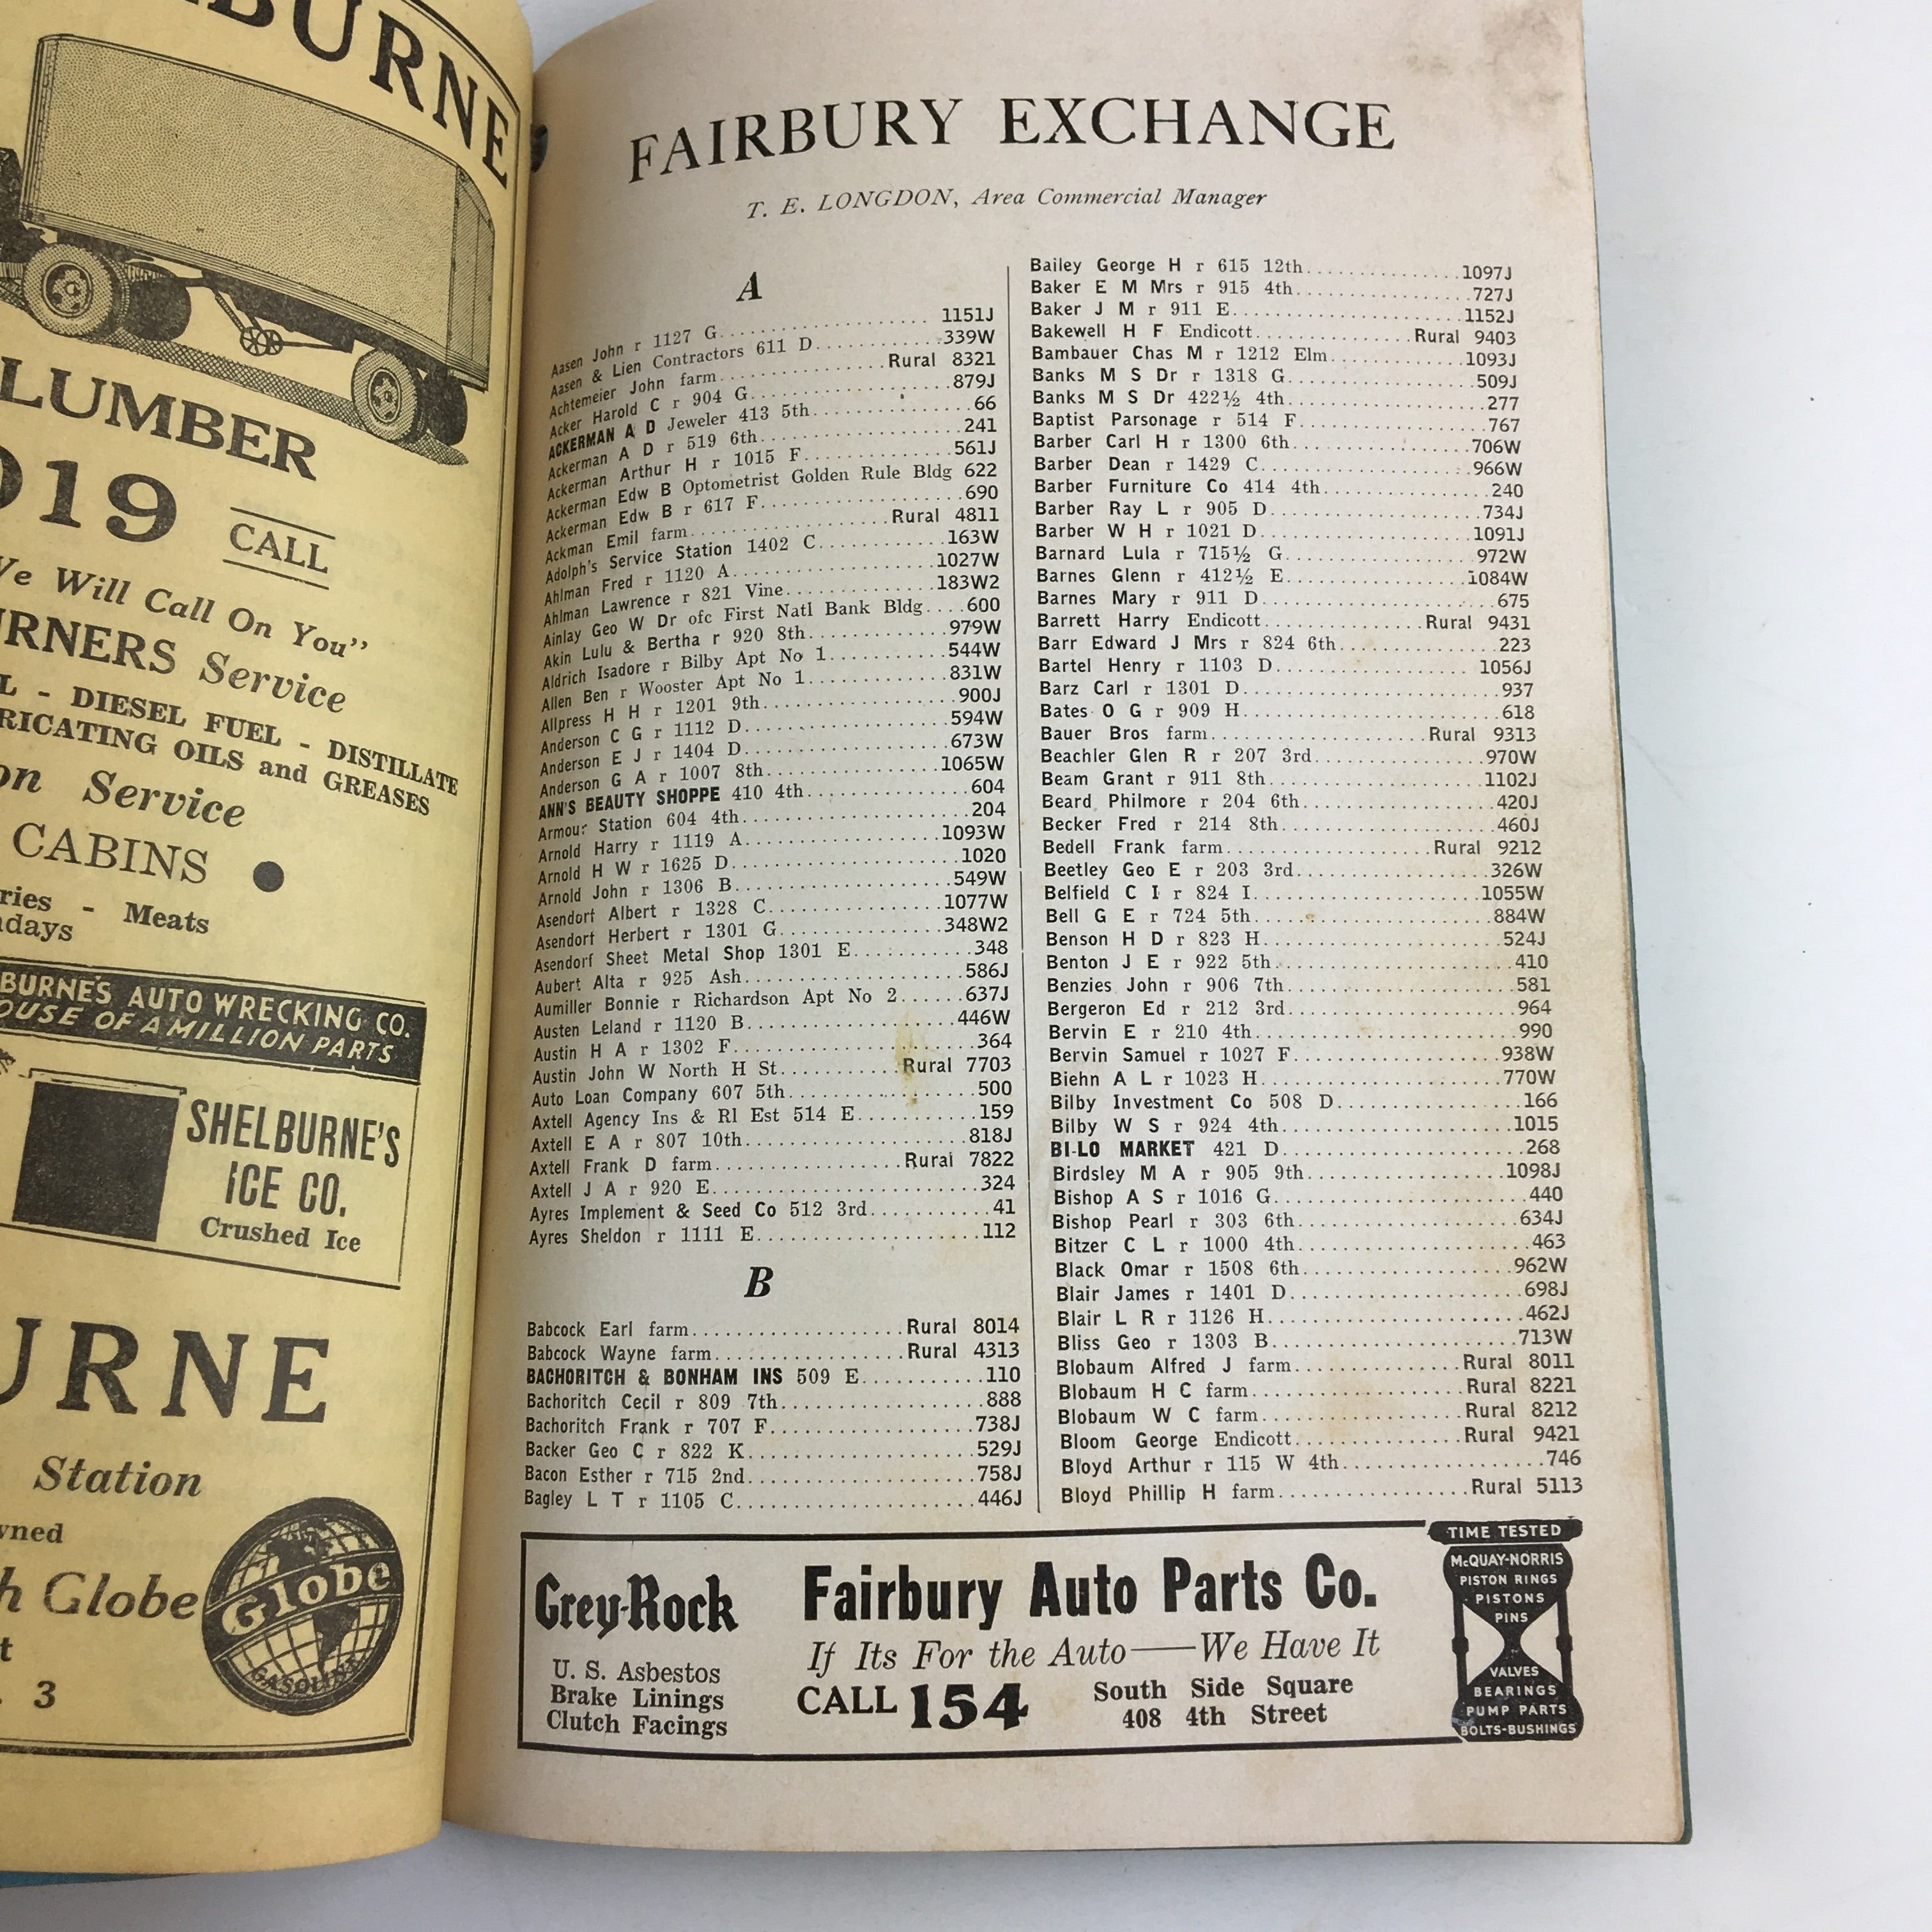 BURNE
LUMBER
019 CALL
We Will Call On You”
Service
DIESEL FUEL - DISTILLATE
OILS and GREASES
Service
CABINS
Meats
AUTO WRECKING CO.
OF A MILLION PARTS
SHELBURNE'S
ICE CO.
Crushed Ice
URNE
Station
Globe
Globe
GASOLINE
3
FAIRBURY EXCHANGE
T. E. LONGDON, Area Commercial Manager
A
Aasen John r 1127 G 1151J
Aasen & Lien Contractors 611 D 339W
Achtemeier John farm Rural 8321
Acker Harold C r 904 G 879J
ACKERMAN A D Jeweler 413 5th 66
Ackerman A D r 519 6th 241
Ackerman Arthur H r 1015 F 561J
Ackerman Edw B Optometrist Golden Rule Bldg 622
Ackerman Edw B r 617 F 690
Ackman Emil farm Rural 4811
Adolph's Service Station 1402 C 163W
Ahlman Fred r 1120 A 1027W
Ahlman Lawrence r 821 Vine 183W2
Ainlay Geo W Dr ofc First Natl Bank Bldg 600
Akin Lulu & Bertha r 920 8th 979W
Aldrich Isadore r Bilby Apt No 1 544W
Allen Ben r Wooster Apt No 1 831W
Allpress H H r 1201 9th 900J
Anderson C G r 1112 D 594W
Anderson E J r 1404 D 673W
Anderson G A r 1007 8th 1065W
ANN'S BEAUTY SHOPPE 410 4th 604
Armour Station 604 4th 204
Arnold Harry r 1119 A 1093W
Arnold H W r 1625 D 1020
Arnold John r 1306 B 549W
Asendorf Albert r 1328 C 1077W
Asendorf Herbert r 1301 G 348W2
Asendorf Sheet Metal Shop 1301 E 348
Aubert Alta r 925 Ash 586J
Aumiller Bonnie r Richardson Apt No 2 637J
Austen Leland r 1120 B 446W
Austin H A r 1302 F 364
Austin John W North H St Rural 7703
Auto Loan Company 607 5th 500
Axtell Agency Ins & Rl Est 514 E 159
Axtell E A r 807 10th 818J
Axtell Frank D farm Rural 7822
Axtell J A r 920 E 324
Ayres Implement & Seed Co 512 3rd 41
Ayres Sheldon r 1111 E 112
B
Babcock Earl farm Rural 8014
Babcock Wayne farm Rural 4313
BACHORITCH & BONHAM INS 509 E 110
Bachoritch Cecil r 809 7th 888
Bachoritch Frank r 707 F 738J
Backer Geo C r 822 K 529J
Bacon Esther r 715 2nd 758J
Bagley L T r 1105 C 446J
Bailey George H r 615 12th 1097J
Baker E M Mrs r 915 4th 727J
Baker J M r 911 E 1152J
Bakewell H F Endicott Rural 9403
Bambauer Chas M r 1212 Elm 1093J
Banks M S Dr r 1318 G 509J
Banks M S Dr 422½ 4th 277
Baptist Parsonage r 514 F 767
Barber Carl H r 1300 6th 706W
Barber Dean r 1429 C 966W
Barber Furniture Co 414 4th 240
Barber Ray L r 905 D 734J
Barber W H r 1021 D 1091J
Barnard Lula r 715½ G 972W
Barnes Glenn r 412½ E 1084W
Barnes Mary r 911 D 675
Barrett Harry Endicott Rural 9431
Barr Edward J Mrs r 824 6th 223
Bartel Henry r 1103 D 1056J
Barz Carl r 1301 D 937
Bates O G r 909 H 618
Bauer Bros farm Rural 9313
Beachler Glen R r 207 3rd 970W
Beam Grant r 911 8th 1102J
Beard Philmore r 204 6th 420J
Becker Fred r 214 8th 460J
Bedell Frank farm Rural 9212
Beetley Geo E r 203 3rd 326W
Belfield C I r 824 I 1055W
Bell G E r 724 5th 884W
Benson H D r 823 H 524J
Benton J E r 922 5th 410
Benzies John r 906 7th 581
Bergeron Ed r 212 3rd 964
Bervin E r 210 4th 990
Bervin Samuel r 1027 F 938W
Biehn A L r 1023 H 770W
Bilby Investment Co 508 D 166
Bilby W S r 924 4th 1015
BI-LO MARKET 421 D 268
Birdsley M A r 905 9th 1098J
Bishop A S r 1016 G 440
Bishop Pearl r 303 6th 634J
Bitzer C L r 1000 4th 463
Black Omar r 1508 6th 962W
Blair James r 1401 D 698J
Blair L R r 1126 H 462J
Bliss Geo r 1303 B 713W
Blobaum Alfred J farm Rural 8011
Blobaum H C farm Rural 8221
Blobaum W C farm Rural 8212
Bloom George Endicott Rural 9421
Bloyd Arthur r 115 W 4th 746
Bloyd Phillip H farm Rural 5113
Grey-Rock
U. S. Asbestos
Brake Linings
Clutch Facings
Fairbury Auto Parts Co.
If Its For the Auto—We Have It
CALL 154
South Side Square
408 4th Street
TIME TESTED
McQUAY-NORRIS
PISTON RINGS
PISTONS
PINS
VALVES
BEARINGS
PUMP PARTS
BOLTS-BUSHINGS